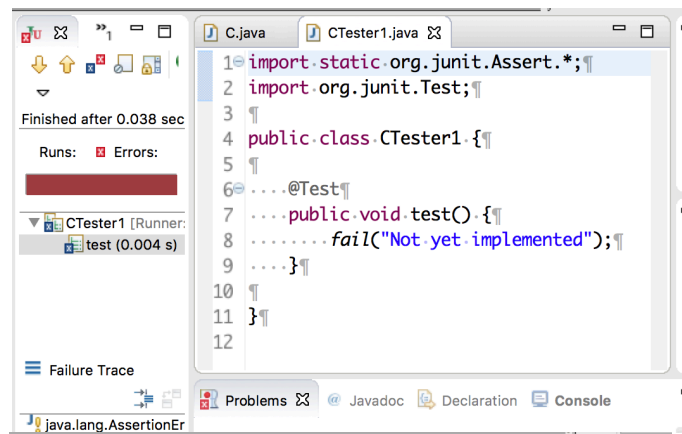 1
Finished after 0.038 sec
Runs: Errors:
CTester1 [Runner:
test (0.004 s)
Failure Trace
java.lang.AssertionEr
C.java CTester1.java
1 import·static·org.junit.Assert.*;¶
2 import·org.junit.Test;¶
3 ¶
4 public·class·CTester1·{¶
5 ¶
6 ····@Test¶
7 ····public·void·test()·{¶
8 ········fail("Not·yet·implemented");¶
9 ····}¶
10 ¶
11 }¶
12
Problems @ Javadoc Declaration Console